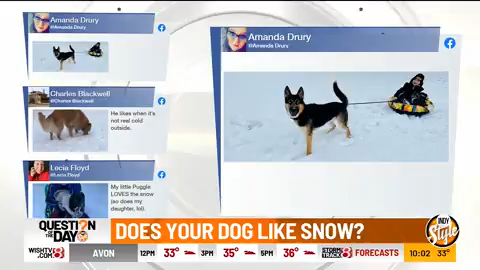 Amanda Drury
@Amanda Drury
Charles Blackwell
@Charles Blackwell
He likes when it's
not real cold
outside.
Lecia Floyd
@Lecia Floyd
My little Puggle
LOVES the snow
(so does my
daughter, lol).
Amanda Drury
@Amanda Drury
QUESTION
OF THE DAY
DOES YOUR DOG LIKE SNOW?
INDY
Style
WISHTV 8
AVON
12PM 33° 3PM 35° 5PM 36°
STORM TRACK 8 FORECASTS
10:02 33°